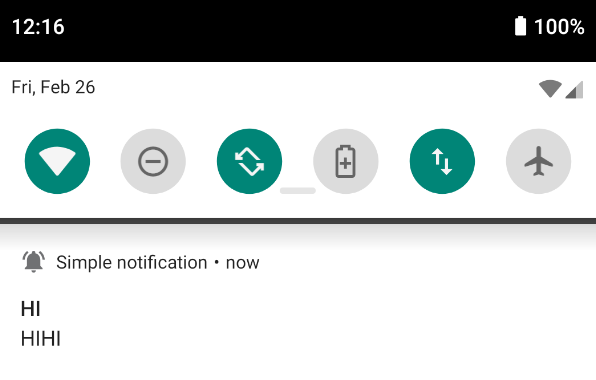 12:16 100%
Fri, Feb 26
Simple notification • now
HI
HIHI